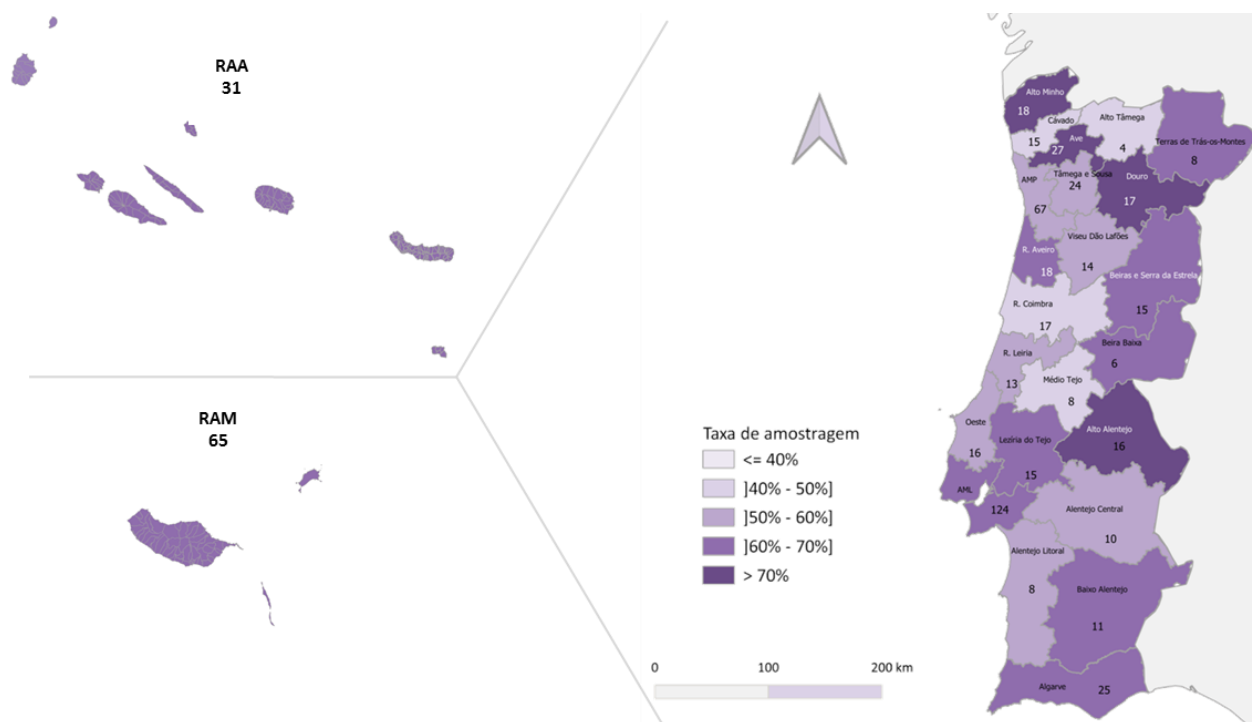 RAA
31
RAM
65
Taxa de amostragem
<= 40%
]40% - 50%]
]50% - 60%]
]60% - 70%]
> 70%
0 100 200 km
Alto Minho
18
Cávado
15
Alto Tâmega
4
Ave
27
Terras de Trás-os-Montes
8
Tâmega e Sousa
24
Douro
17
AMP
67
Viseu Dão Lafões
14
R. Aveiro
18
Beiras e Serra da Estrela
15
R. Coimbra
17
Beira Baixa
6
R. Leiria
13
Médio Tejo
8
Oeste
16
Lezíria do Tejo
15
Alto Alentejo
16
AML
124
Alentejo Central
10
Alentejo Litoral
8
Baixo Alentejo
11
Algarve
25